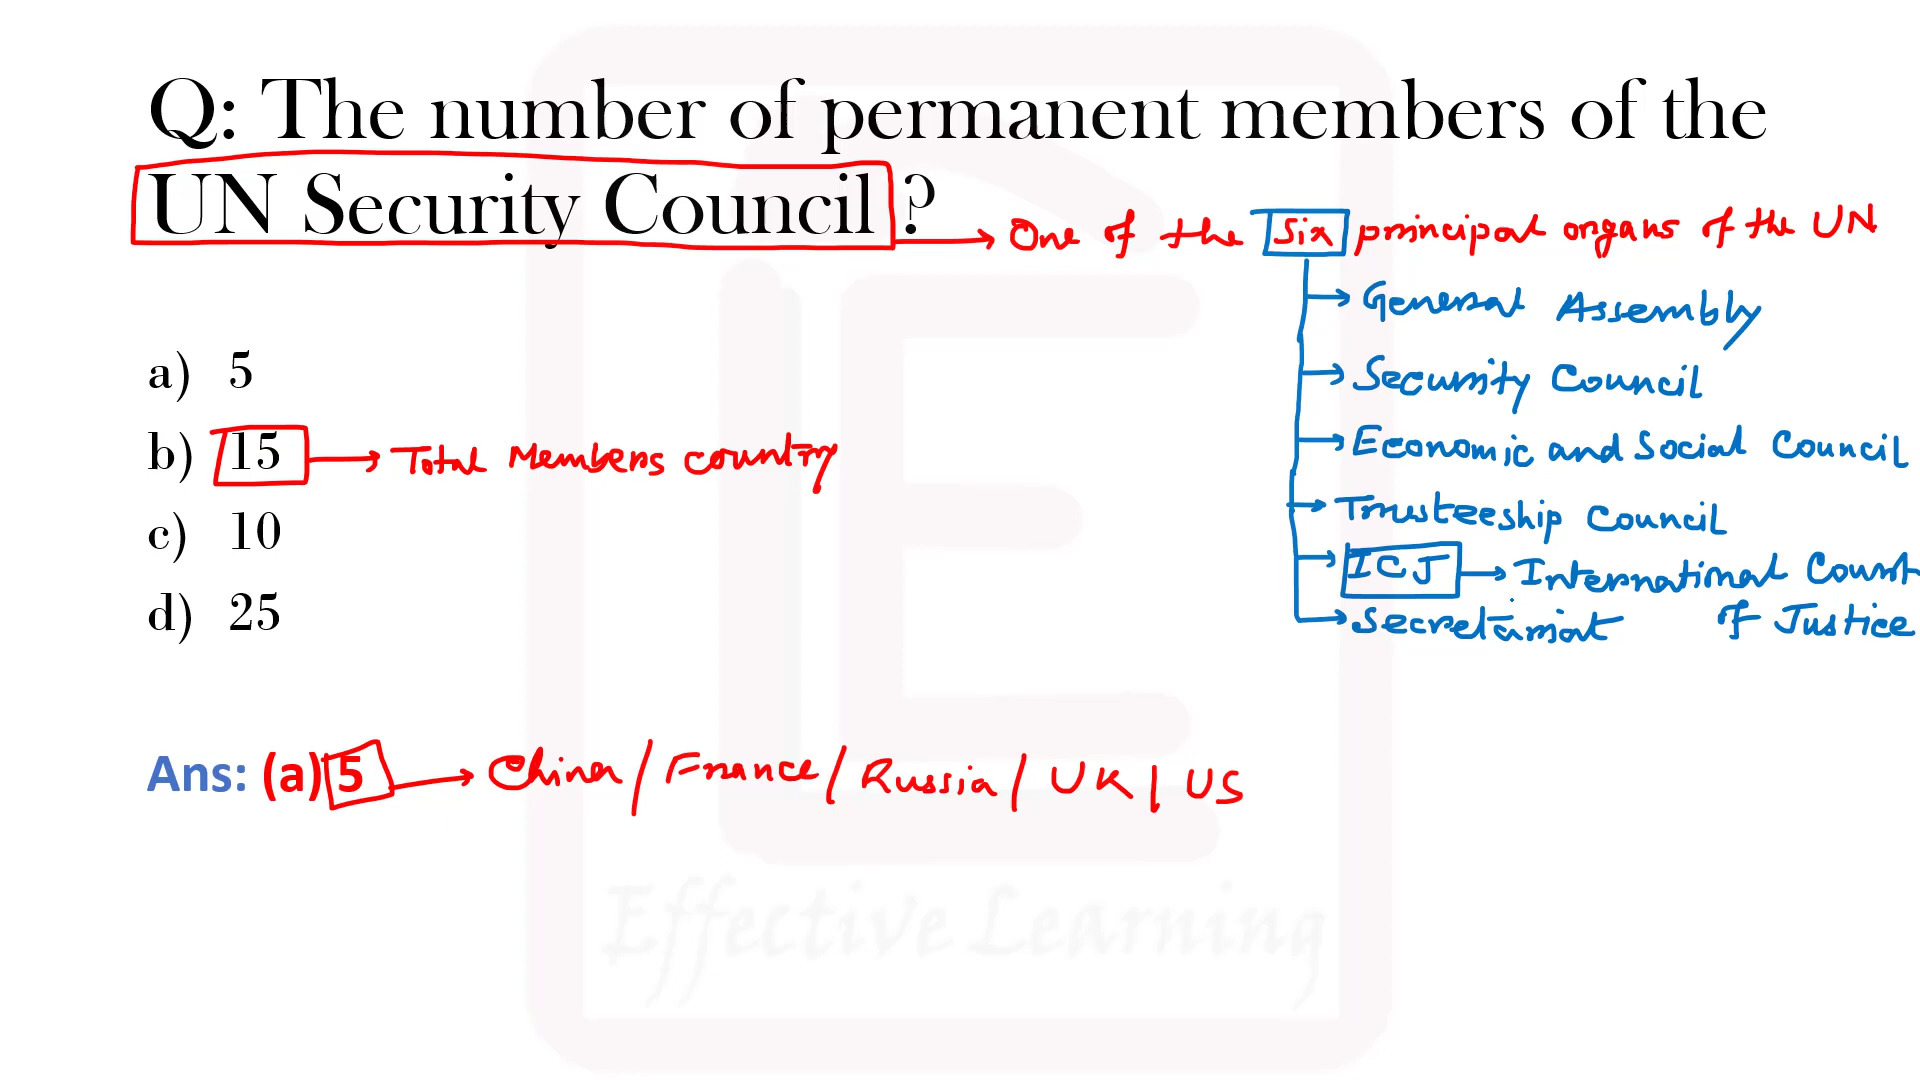 Q: The number of permanent members of the
UN Security Council ?
One of the Six principal organs of the UN
General Assembly
a) 5
Security Council
b) 15 Total Members country
Economic and Social Council
c) 10
Trusteeship Council
ICJ International Court
of Justice
d) 25
Secretariat
Ans: (a) 5 China / France / Russia / UK / US
Effective Learning